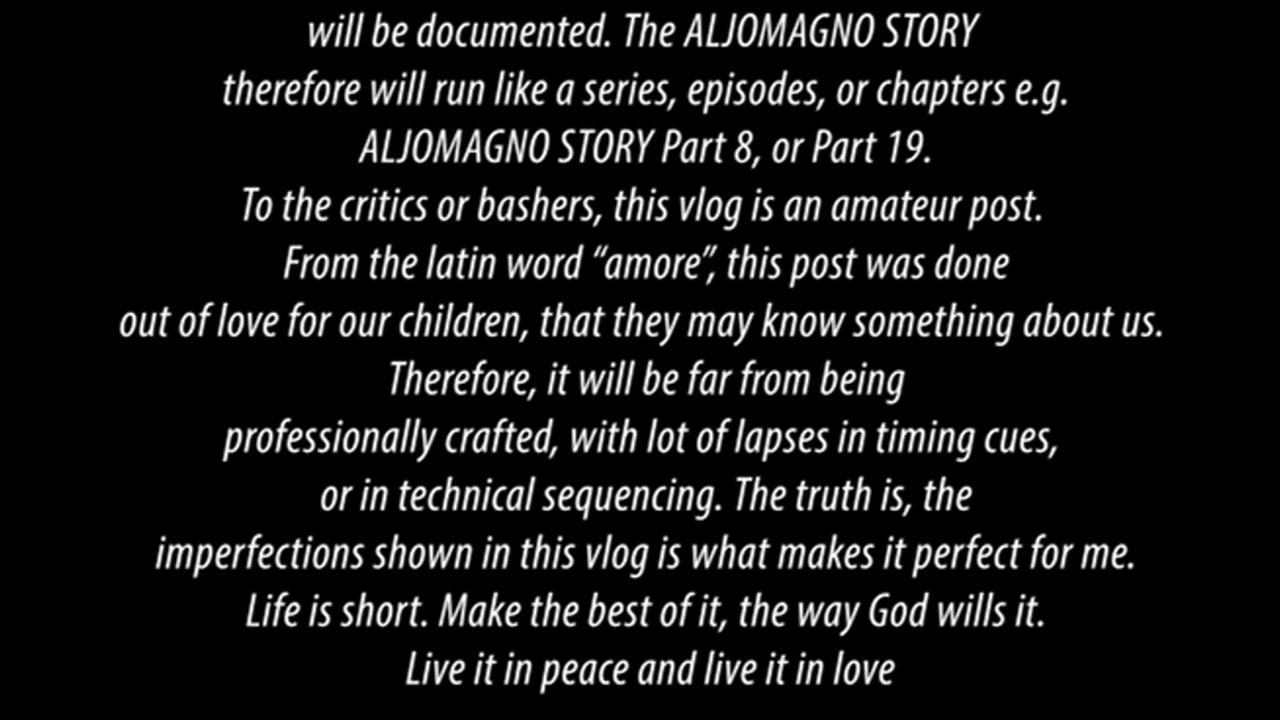 will be documented. The ALJOMAGNO STORY
therefore will run like a series, episodes, or chapters e.g.
ALJOMAGNO STORY Part 8, or Part 19.
To the critics or bashers, this vlog is an amateur post.
From the latin word “amore”, this post was done
out of love for our children, that they may know something about us.
Therefore, it will be far from being
professionally crafted, with lot of lapses in timing cues,
or in technical sequencing. The truth is, the
imperfections shown in this vlog is what makes it perfect for me.
Life is short. Make the best of it, the way God wills it.
Live it in peace and live it in love